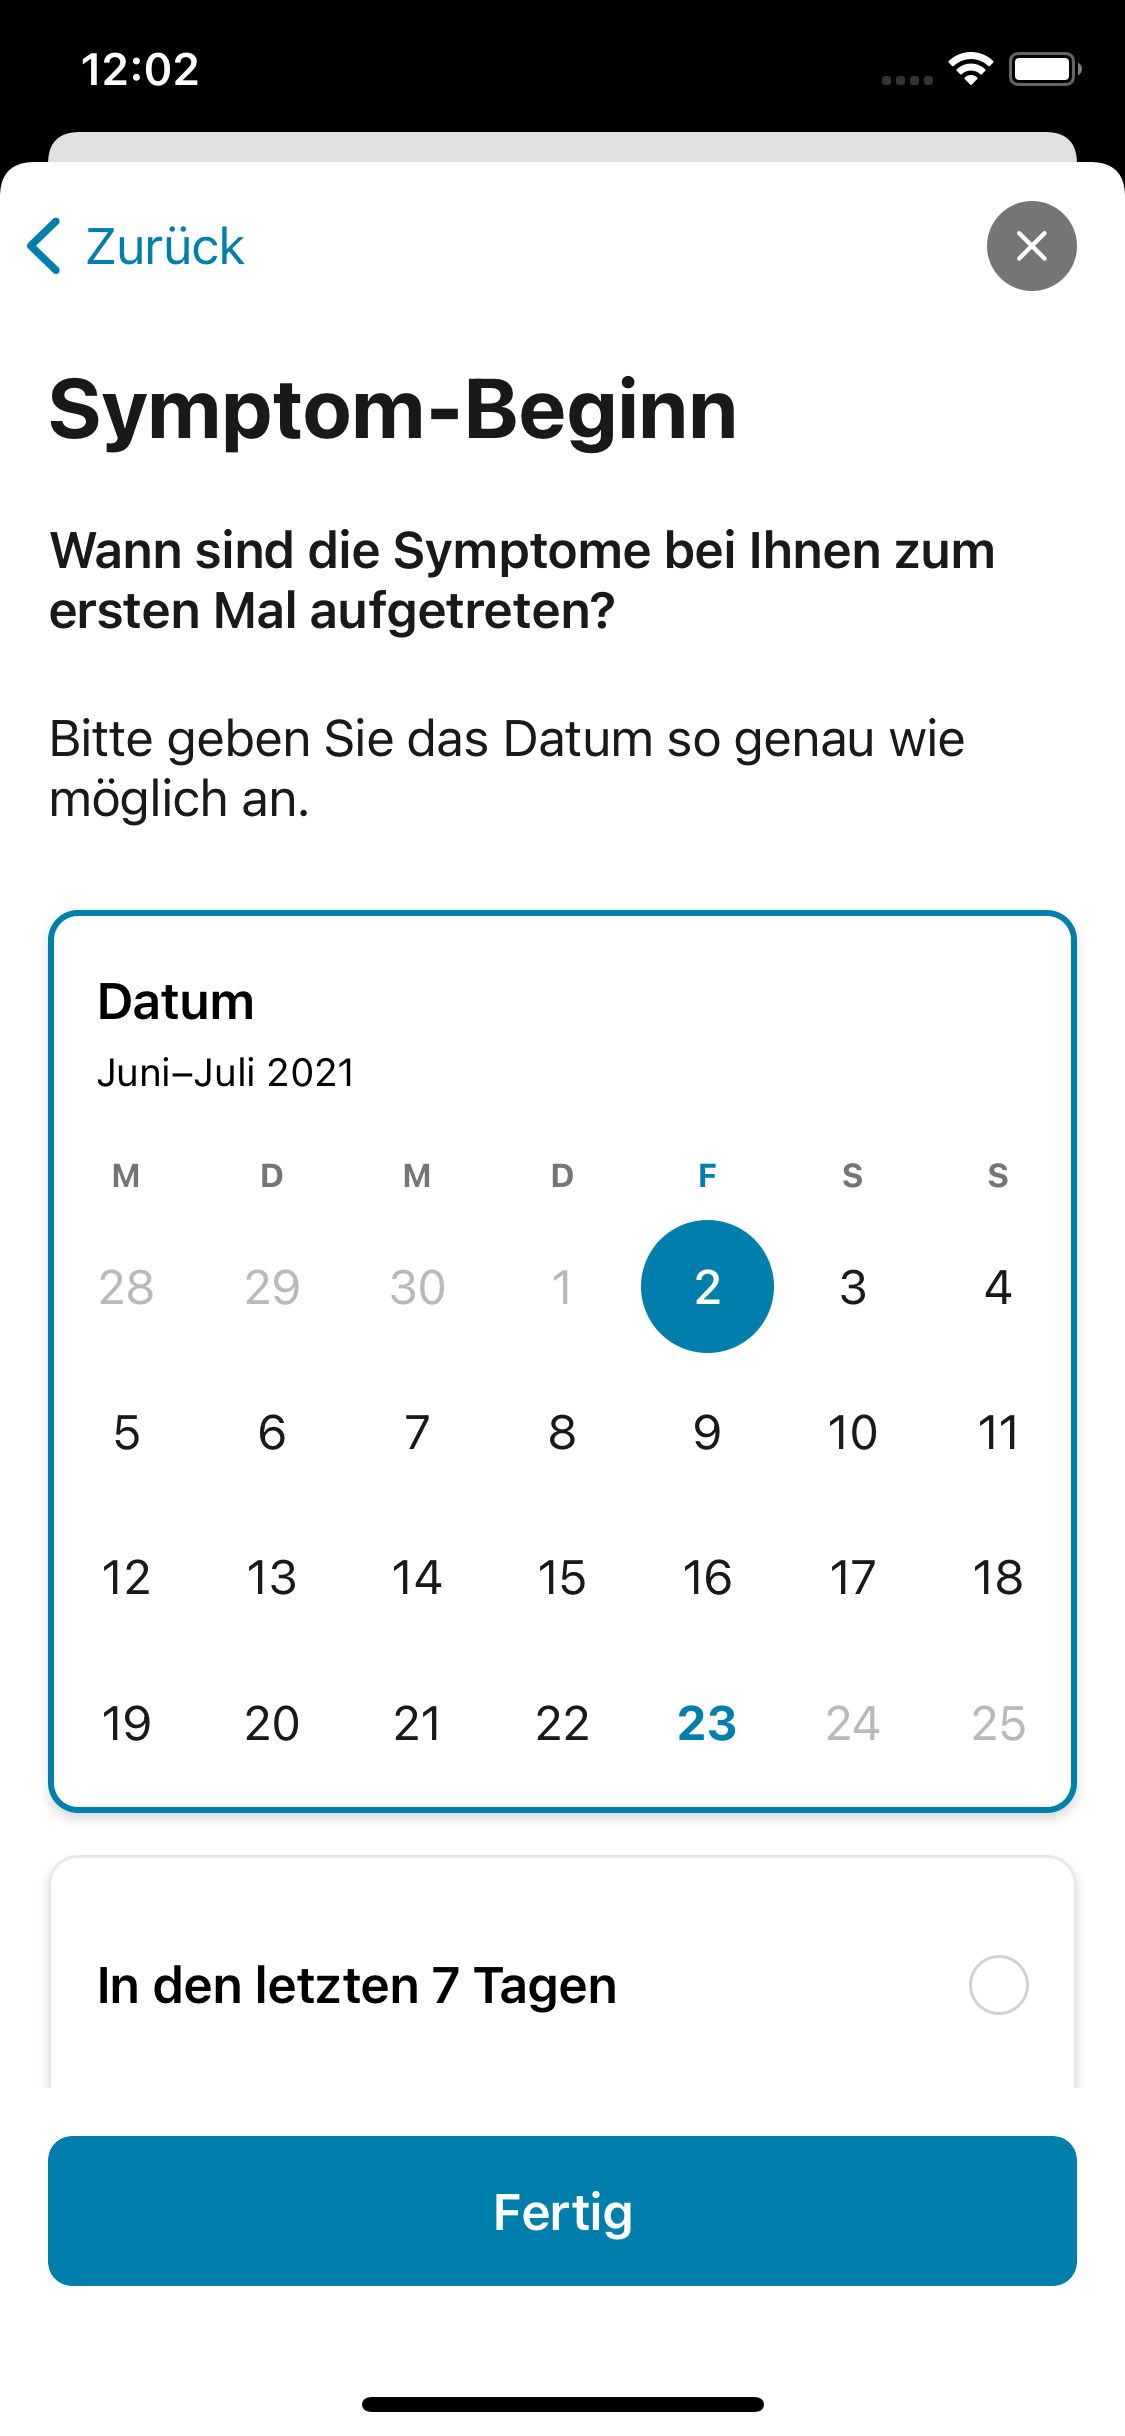 12:02
Zurück
Symptom-Beginn
Wann sind die Symptome bei Ihnen zum
ersten Mal aufgetreten?
Bitte geben Sie das Datum so genau wie
möglich an.
Datum
Juni–Juli 2021
M D M D F S S
28 29 30 1 2 3 4
5 6 7 8 9 10 11
12 13 14 15 16 17 18
19 20 21 22 23 24 25
In den letzten 7 Tagen
Fertig